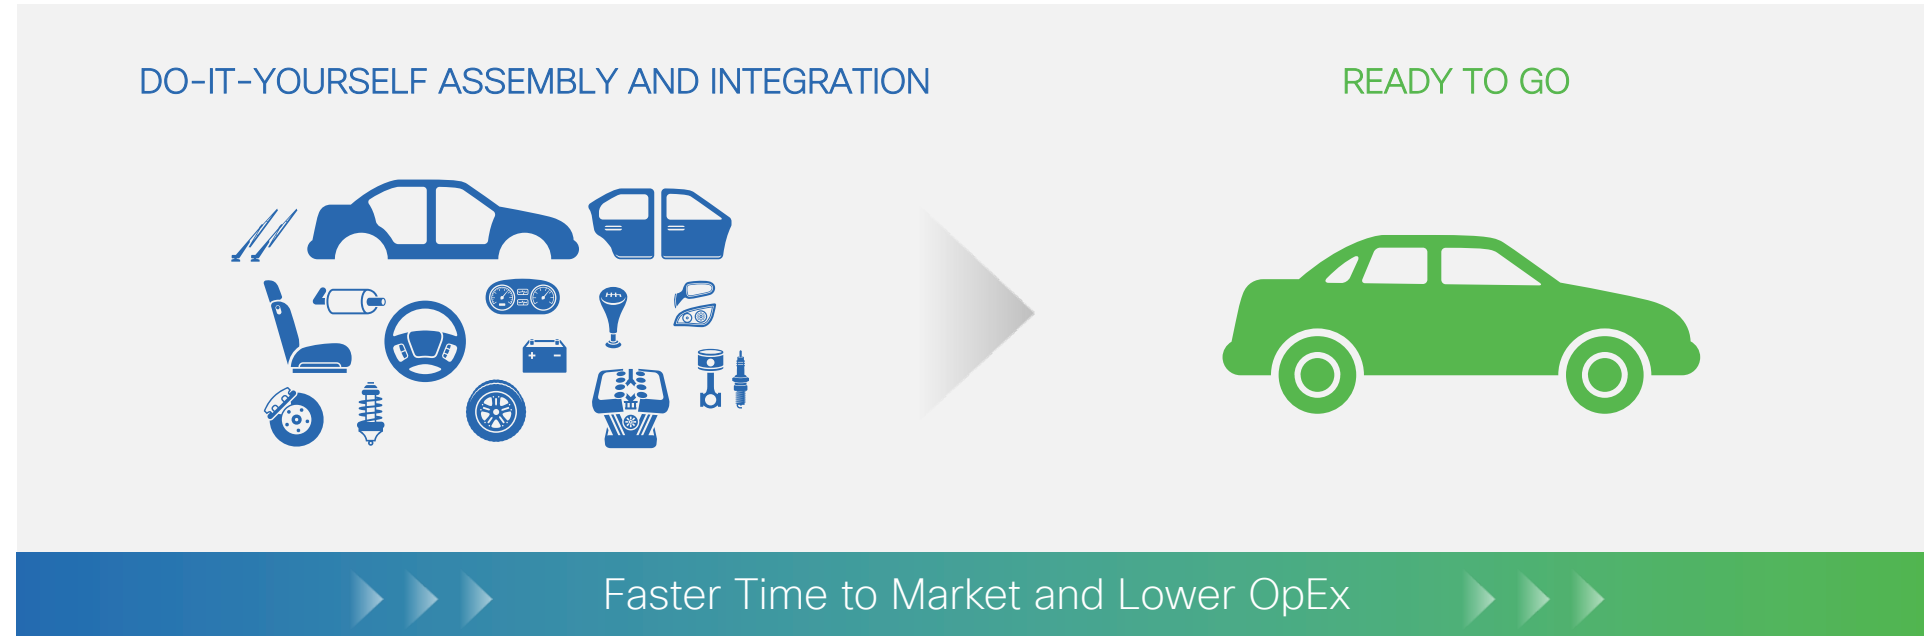 DO-IT-YOURSELF ASSEMBLY AND INTEGRATION
READY TO GO
Faster Time to Market and Lower OpEx